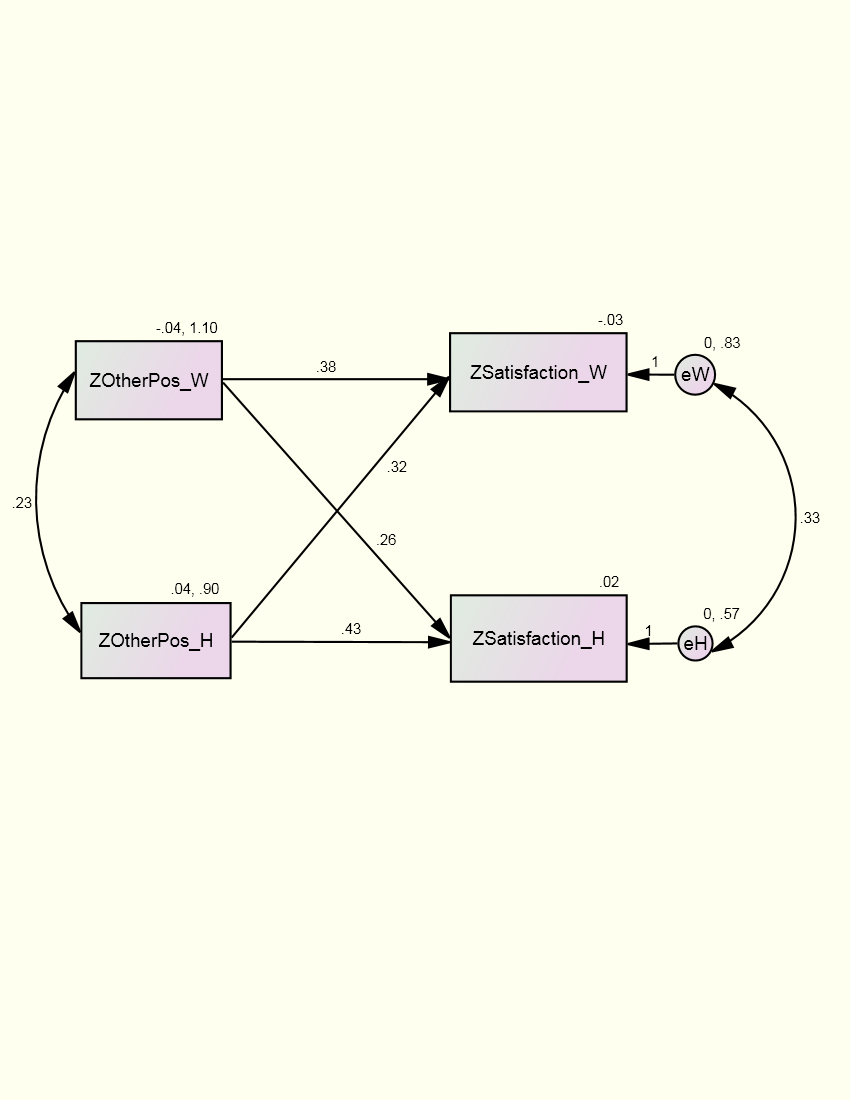 -.04, 1.10
ZOtherPos_W
.38
-.03
ZSatisfaction_W
1
0, .83
eW
.32
.23
.33
.26
.04, .90
ZOtherPos_H
.43
.02
ZSatisfaction_H
1
0, .57
eH